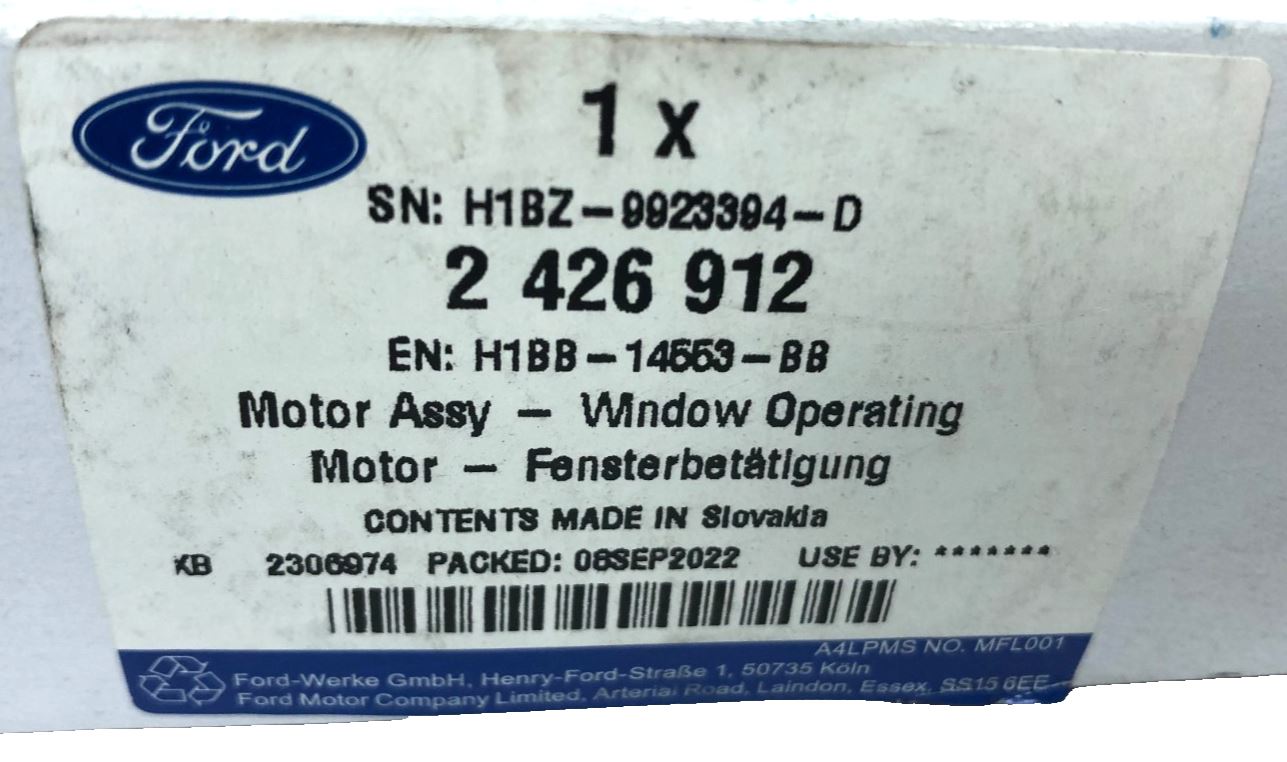 Ford
1 x
SN: H1BZ-9923394-D
2 426 912
EN: H1BB-14553-BB
Motor Assy - Window Operating
Motor - Fensterbetätigung
CONTENTS MADE IN Slovakia
KB 2306974 PACKED: 08SEP2022 USE BY: *******
A4LPMS NO. MFL001
Ford-Werke GmbH, Henry-Ford-Straße 1, 50735 Köln
Ford Motor Company Limited, Arterial Road, Laindon, Essex, SS15 6EE